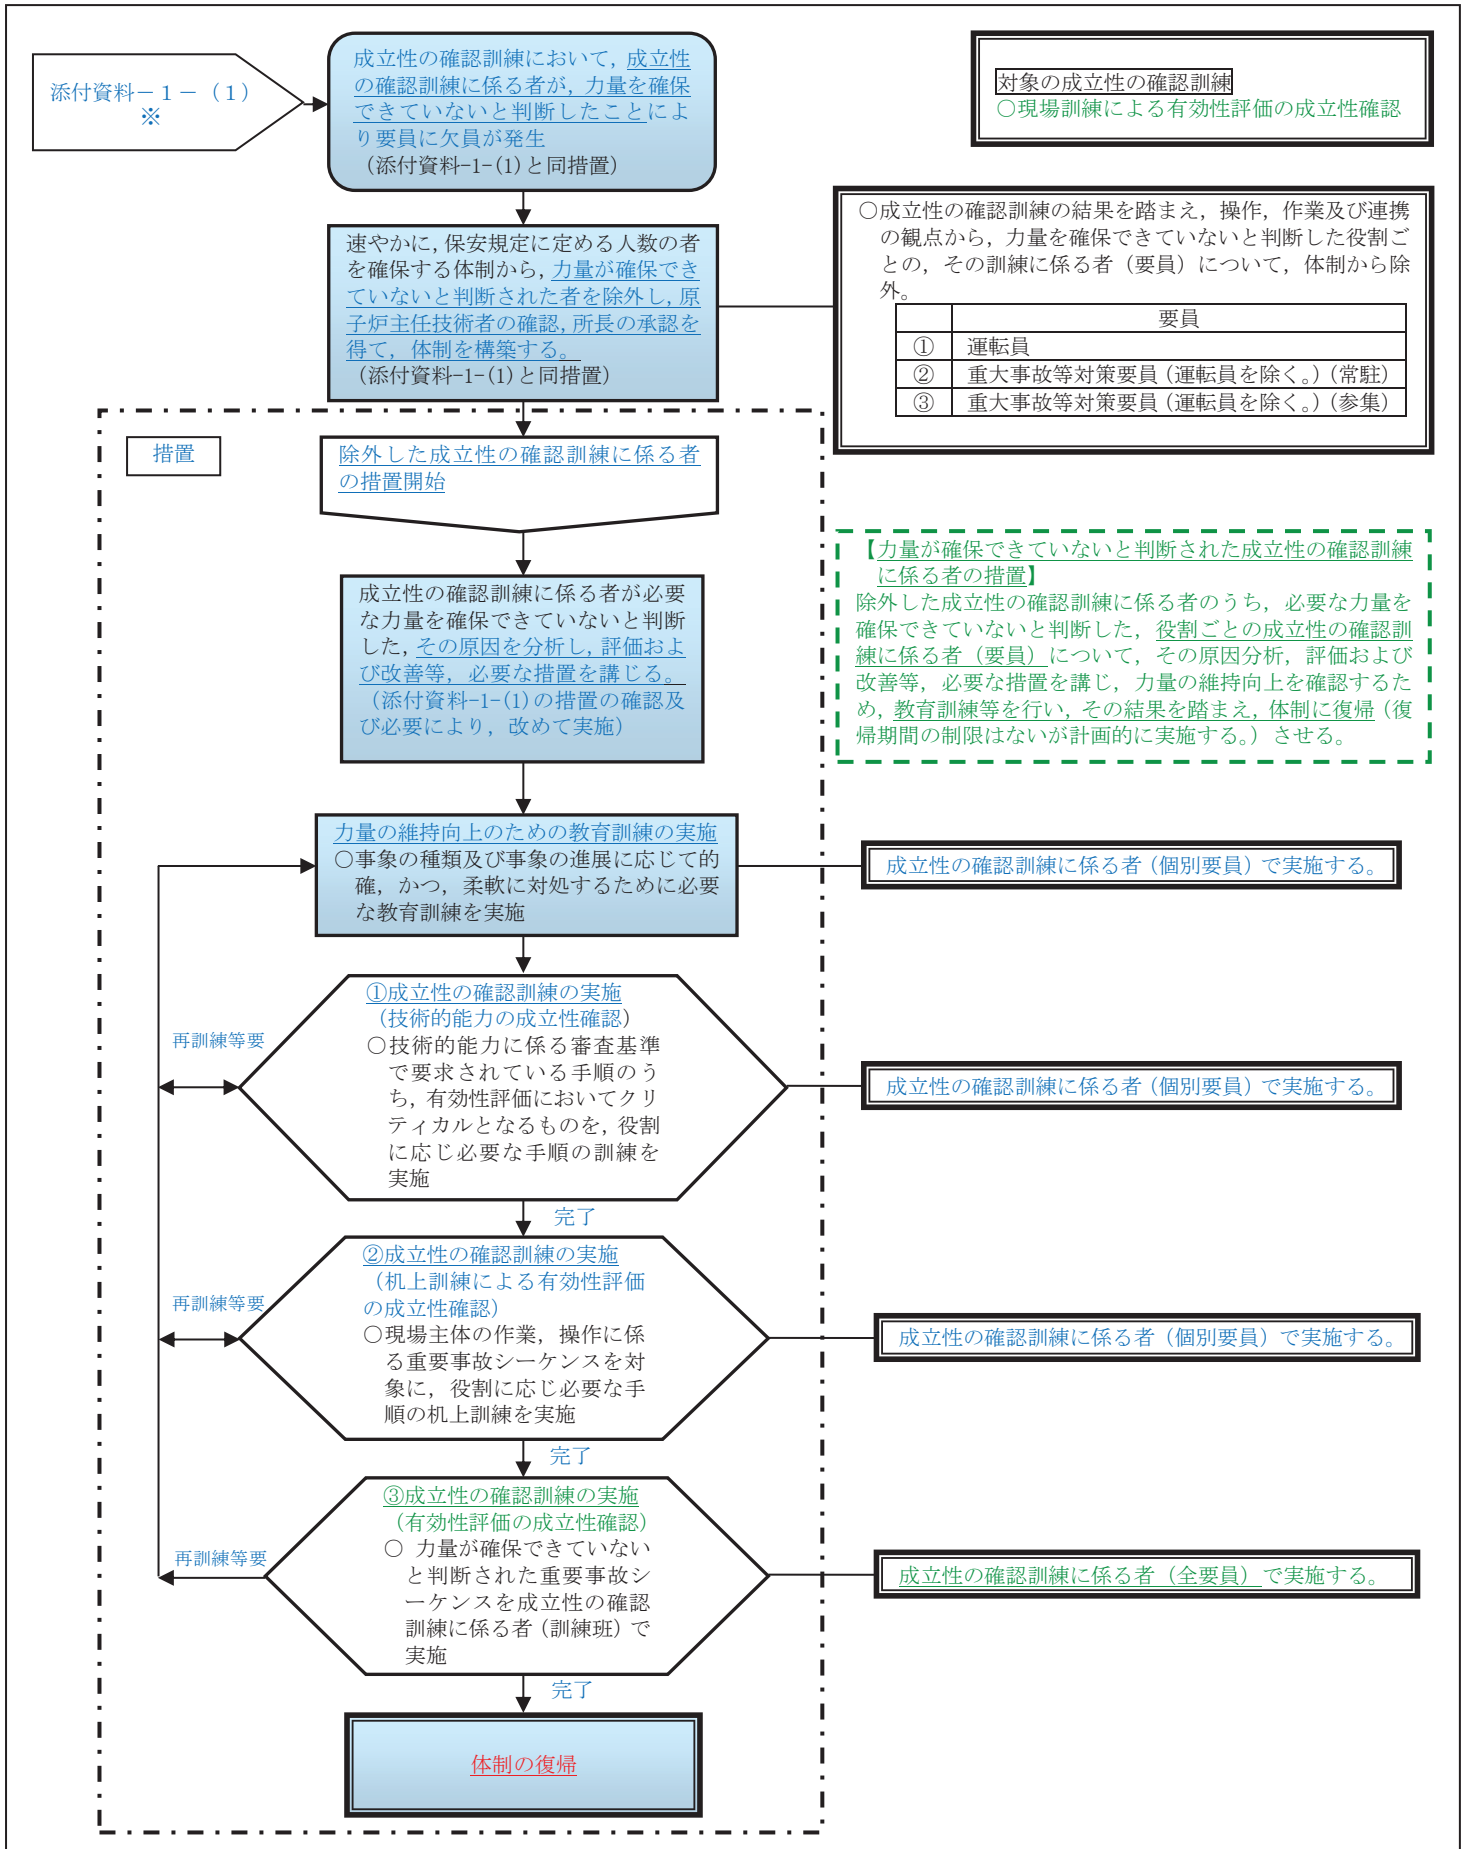 添付資料－１－（１）
※
成立性の確認訓練において，成立性
の確認訓練に係る者が，力量を確保
できていないと判断したことによ
り要員に欠員が発生
（添付資料-1-(1)と同措置）
対象の成立性の確認訓練
○現場訓練による有効性評価の成立性確認
速やかに，保安規定に定める人数の者
を確保する体制から，力量が確保でき
ていないと判断された者を除外し，原
子炉主任技術者の確認，所長の承認を
得て，体制を構築する。
（添付資料-1-(1)と同措置）
○成立性の確認訓練の結果を踏まえ，操作，作業及び連携
の観点から，力量を確保できていないと判断した役割ご
との，その訓練に係る者（要員）について，体制から除
外。
要員
① 運転員
② 重大事故等対策要員（運転員を除く。）（常駐）
③ 重大事故等対策要員（運転員を除く。）（参集）
措置
除外した成立性の確認訓練に係る者
の措置開始
成立性の確認訓練に係る者が必要
な力量を確保できていないと判断
した，その原因を分析し，評価およ
び改善等，必要な措置を講じる。
（添付資料-1-(1)の措置の確認及
び必要により，改めて実施）
【力量が確保できていないと判断された成立性の確認訓練
に係る者の措置】
除外した成立性の確認訓練に係る者のうち，必要な力量を
確保できていないと判断した，役割ごとの成立性の確認訓
練に係る者（要員）について，その原因分析，評価および
改善等，必要な措置を講じ，力量の維持向上を確認するた
め，教育訓練等を行い，その結果を踏まえ，体制に復帰（復
帰期間の制限はないが計画的に実施する。）させる。
力量の維持向上のための教育訓練の実施
○事象の種類及び事象の進展に応じて的
確，かつ，柔軟に対処するために必要
な教育訓練を実施
成立性の確認訓練に係る者（個別要員）で実施する。
①成立性の確認訓練の実施
（技術的能力の成立性確認）
○技術的能力に係る審査基準
で要求されている手順のう
ち，有効性評価においてクリ
ティカルとなるものを，役割
に応じ必要な手順の訓練を
実施
再訓練等要
成立性の確認訓練に係る者（個別要員）で実施する。
完了
②成立性の確認訓練の実施
（机上訓練による有効性評価
の成立性確認）
○現場主体の作業，操作に係
る重要事故シーケンスを対
象に，役割に応じ必要な手
順の机上訓練を実施
再訓練等要
成立性の確認訓練に係る者（個別要員）で実施する。
完了
③成立性の確認訓練の実施
（有効性評価の成立性確認）
○ 力量が確保できていない
と判断された重要事故シ
ーケンスを成立性の確認
訓練に係る者（訓練班）で
実施
再訓練等要
成立性の確認訓練に係る者（全要員）で実施する。
完了
体制の復帰